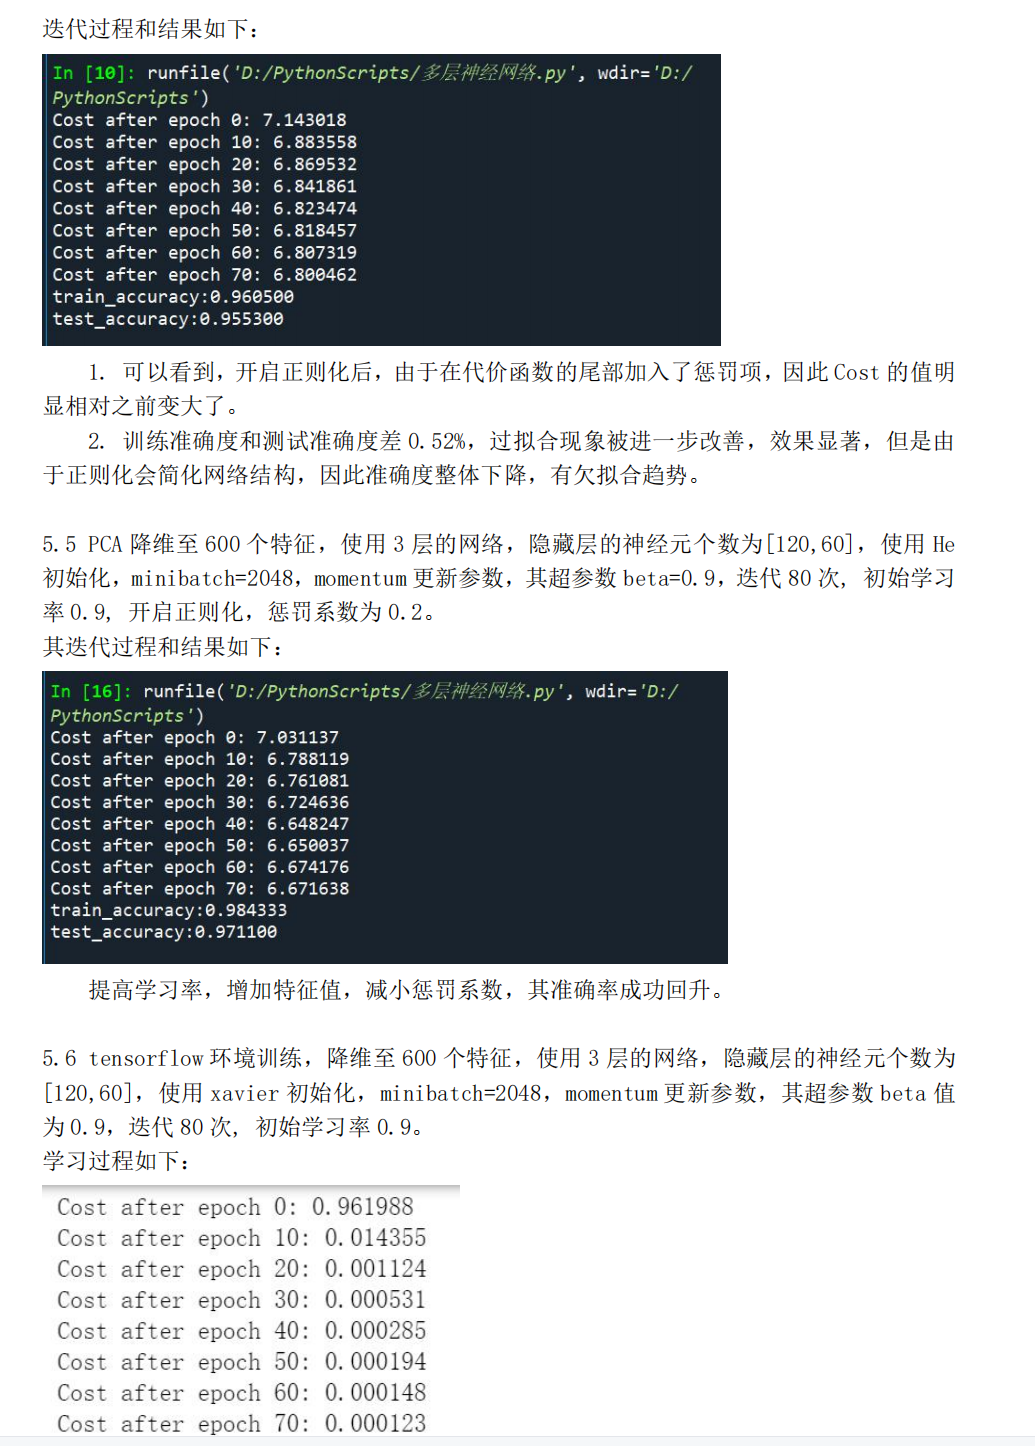 迭代过程和结果如下：
In [10]: runfile('D:/PythonScripts/多层神经网络.py', wdir='D:/
PythonScripts')
Cost after epoch 0: 7.143018
Cost after epoch 10: 6.883558
Cost after epoch 20: 6.869532
Cost after epoch 30: 6.841861
Cost after epoch 40: 6.823474
Cost after epoch 50: 6.818457
Cost after epoch 60: 6.807319
Cost after epoch 70: 6.800462
train_accuracy:0.960500
test_accuracy:0.955300
1. 可以看到，开启正则化后，由于在代价函数的尾部加入了惩罚项，因此 Cost 的值明
显相对之前变大了。
2. 训练准确度和测试准确度差 0.52%，过拟合现象被进一步改善，效果显著，但是由
于正则化会简化网络结构，因此准确度整体下降，有欠拟合趋势。
5.5 PCA 降维至 600 个特征，使用 3 层的网络，隐藏层的神经元个数为[120,60]，使用 He
初始化，minibatch=2048，momentum 更新参数，其超参数 beta=0.9，迭代 80 次, 初始学习
率 0.9, 开启正则化，惩罚系数为 0.2。
其迭代过程和结果如下：
In [16]: runfile('D:/PythonScripts/多层神经网络.py', wdir='D:/
PythonScripts')
Cost after epoch 0: 7.031137
Cost after epoch 10: 6.788119
Cost after epoch 20: 6.761081
Cost after epoch 30: 6.724636
Cost after epoch 40: 6.648247
Cost after epoch 50: 6.650037
Cost after epoch 60: 6.674176
Cost after epoch 70: 6.671638
train_accuracy:0.984333
test_accuracy:0.971100
提高学习率，增加特征值，减小惩罚系数，其准确率成功回升。
5.6 tensorflow 环境训练，降维至 600 个特征，使用 3 层的网络，隐藏层的神经元个数为
[120,60]，使用 xavier 初始化，minibatch=2048，momentum 更新参数，其超参数 beta 值
为 0.9，迭代 80 次, 初始学习率 0.9。
学习过程如下：
Cost after epoch 0: 0.961988
Cost after epoch 10: 0.014355
Cost after epoch 20: 0.001124
Cost after epoch 30: 0.000531
Cost after epoch 40: 0.000285
Cost after epoch 50: 0.000194
Cost after epoch 60: 0.000148
Cost after epoch 70: 0.000123